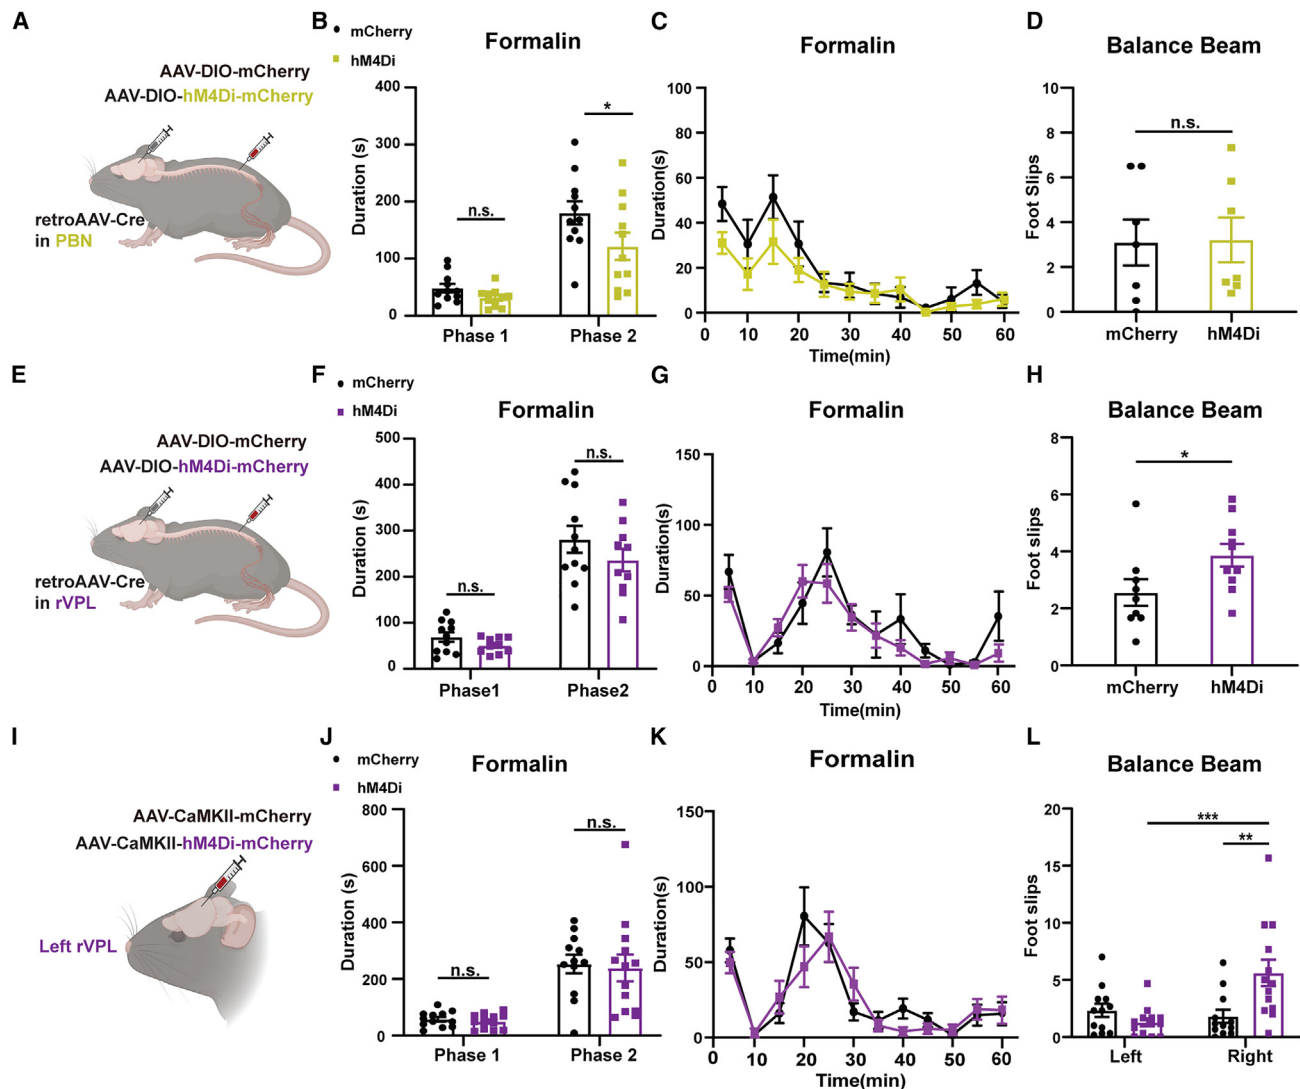 A
AAV-DIO-mCherry
AAV-DIO-hM4Di-mCherry
retroAAV-Cre
in PBN
B
mCherry
hM4Di
Formalin
Duration (s)
400
300
200
100
0
n.s.
*
Phase 1
Phase 2
C
Formalin
Duration(s)
100
80
60
40
20
0
0
10
20
30
40
50
60
Time(min)
D
Balance Beam
Foot Slips
10
8
6
4
2
0
n.s.
mCherry
hM4Di
E
AAV-DIO-mCherry
AAV-DIO-hM4Di-mCherry
retroAAV-Cre
in rVPL
F
mCherry
hM4Di
Formalin
Duration (s)
500
400
300
200
100
0
n.s.
n.s.
Phase1
Phase2
G
Formalin
Duration(s)
150
100
50
0
0
10
20
30
40
50
60
Time(min)
H
Balance Beam
Foot slips
8
6
4
2
0
*
mCherry
hM4Di
I
AAV-CaMKII-mCherry
AAV-CaMKII-hM4Di-mCherry
Left rVPL
J
mCherry
hM4Di
Formalin
Duration (s)
800
600
400
200
0
n.s.
n.s.
Phase 1
Phase 2
K
Formalin
Duration(s)
150
100
50
0
0
10
20
30
40
50
60
Time(min)
L
Balance Beam
Foot slips
20
15
10
5
0
***
**
Left
Right